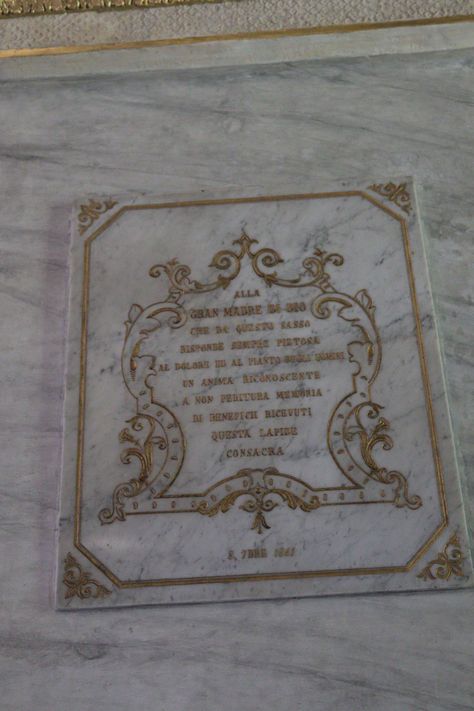 ALLA
GRAN MADRE DI DIO
CHE DA QUESTO SASSO
RISPONDE SEMPRE PIETOSA
AL DOLORE ED AL PIANTO DEGLI UOMINI
UN ANIMA RICONOSCENTE
A NON PERITURA MEMORIA
DI BENEFICII RICEVUTI
QUESTA LAPIDE
CONSACRA
7BRE